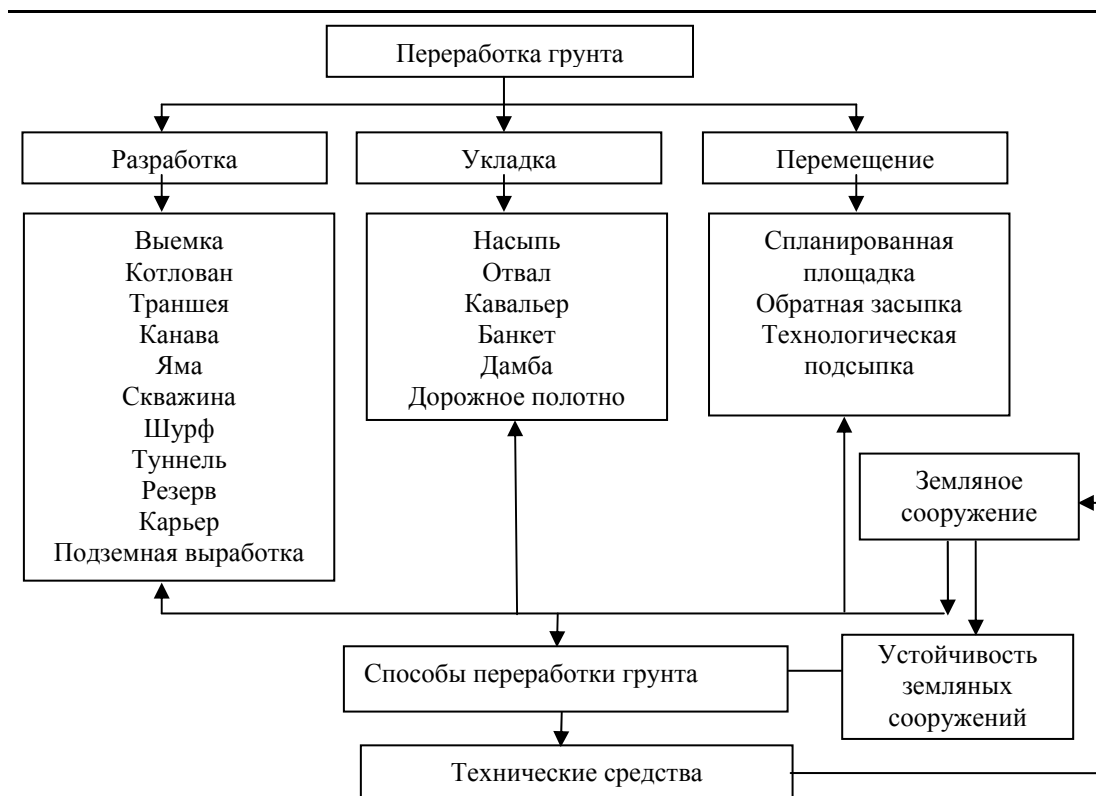 Переработка грунта
Разработка
Укладка
Перемещение
Выемка
Котлован
Траншея
Канава
Яма
Скважина
Шурф
Туннель
Резерв
Карьер
Подземная выработка
Насыпь
Отвал
Кавальер
Банкет
Дамба
Дорожное полотно
Спланированная
площадка
Обратная засыпка
Технологическая
подсыпка
Земляное
сооружение
Способы переработки грунта
Устойчивость
земляных
сооружений
Технические средства